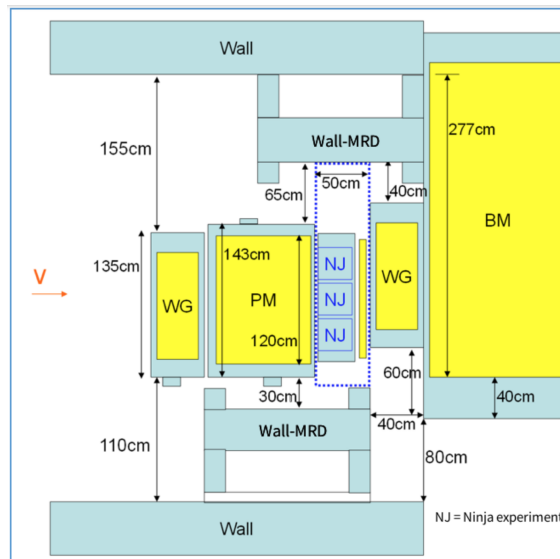 Wall
277cm
Wall-MRD
155cm
50cm
65cm
40cm
BM
135cm
143cm
NJ
V
WG
PM
NJ
WG
120cm
NJ
60cm
30cm
40cm
40cm
Wall-MRD
110cm
80cm
NJ = Ninja experiment
Wall